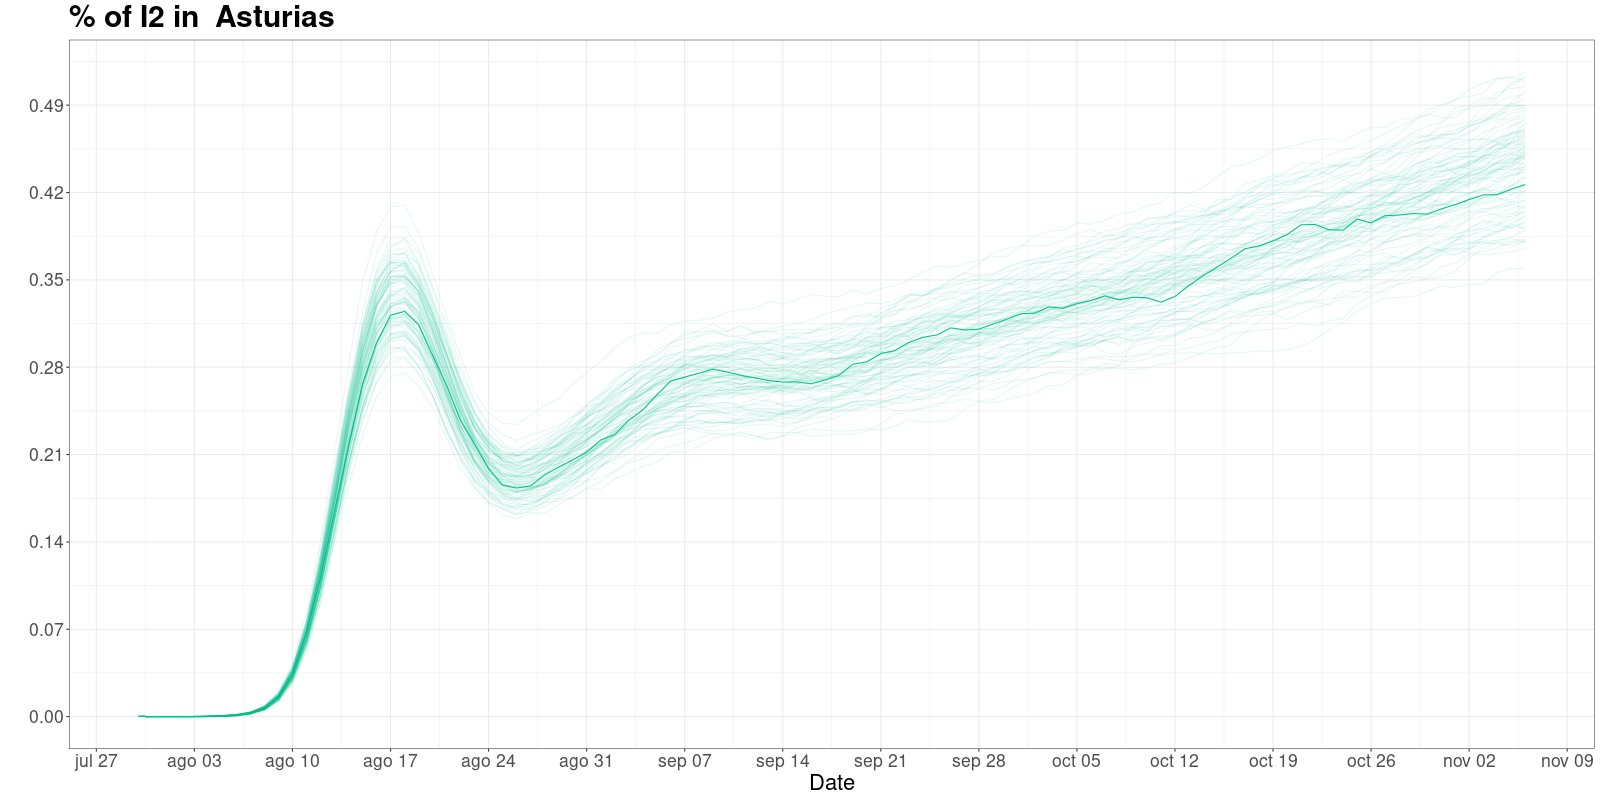 % of I2 in  Asturias
0.49
0.42
0.35
0.28
0.21
0.14
0.07
0.00
jul 27 ago 03 ago 10 ago 17 ago 24 ago 31 sep 07 sep 14 sep 21 sep 28 oct 05 oct 12 oct 19 oct 26 nov 02 nov 09
Date